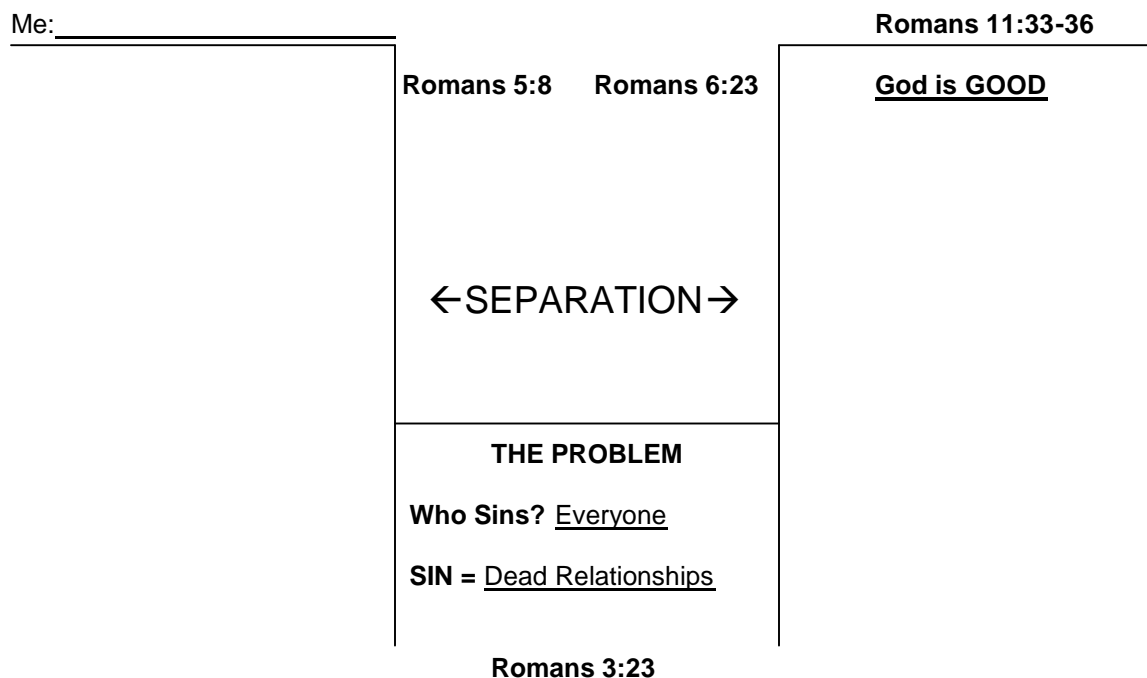 Me:
Romans 11:33-36
Romans 5:8 Romans 6:23
God is GOOD
←SEPARATION→
THE PROBLEM
Who Sins? Everyone
SIN = Dead Relationships
Romans 3:23